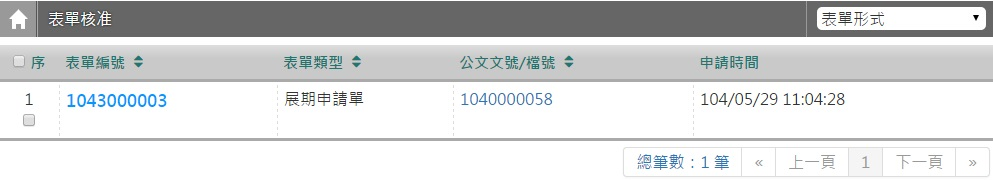 表單核准 表單形式
序 表單編號 表單類型 公文文號/檔號 申請時間
1 1043000003 展期申請單 1040000058 104/05/29 11:04:28
總筆數：1 筆 « 上一頁 1 下一頁 »